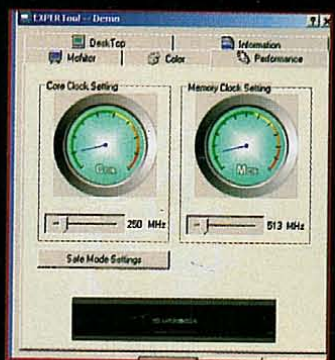 EXPERTool -- Demo
DeskTop
Information
Monitor
Color
Performance
Core Clock Setting
Memory Clock Setting
250 MHz
513 MHz
Safe Mode Settings